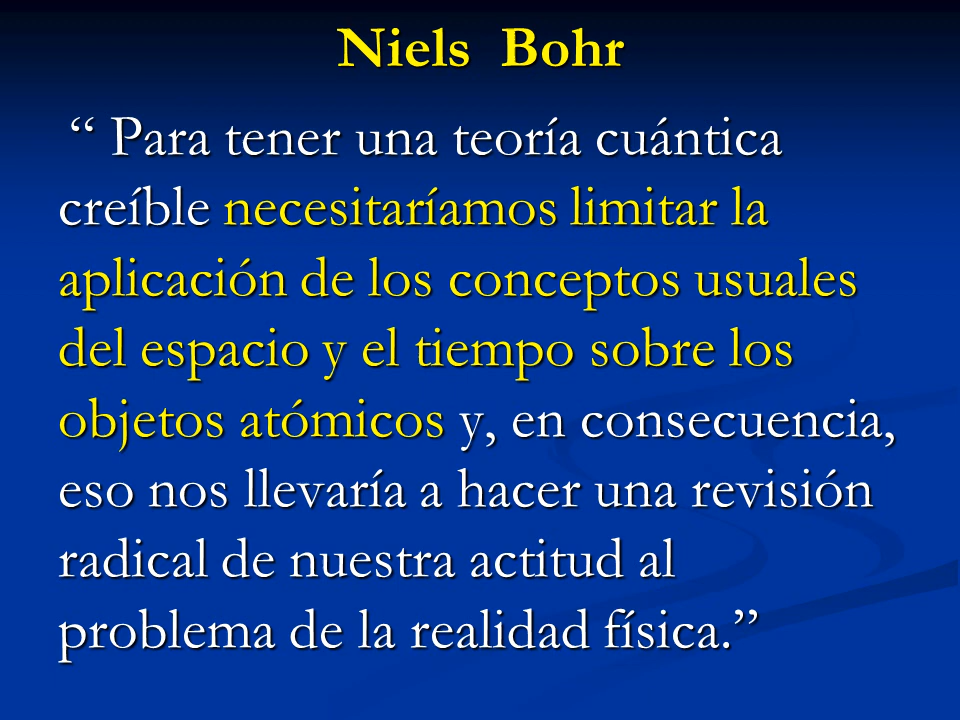 Niels Bohr
“ Para tener una teoría cuántica
creíble necesitaríamos limitar la
aplicación de los conceptos usuales
del espacio y el tiempo sobre los
objetos atómicos y, en consecuencia,
eso nos llevaría a hacer una revisión
radical de nuestra actitud al
problema de la realidad física.”